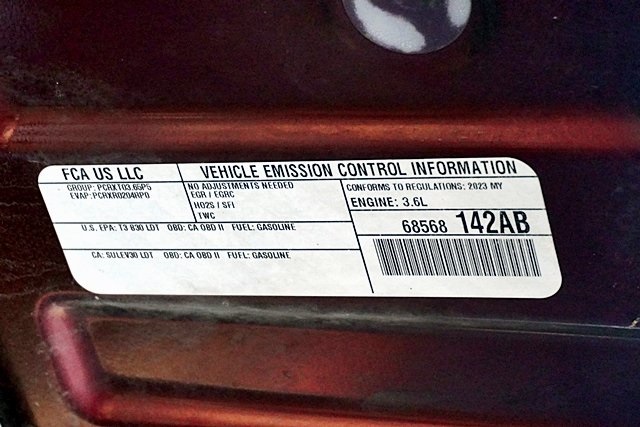 FCA US LLC
VEHICLE EMISSION CONTROL INFORMATION
GROUP: PCRXT03.65P5
EVAP: PCRXR0204RP0
NO ADJUSTMENTS NEEDED
EGR / EGRC
HO2S / SFI
TWC
CONFORMS TO REGULATIONS: 2023 MY
ENGINE: 3.6L
U.S. EPA: T3 B30 LDT OBD: CA OBD II FUEL: GASOLINE
CA: SULEV30 LDT OBD: CA OBD II FUEL: GASOLINE
68568 142AB